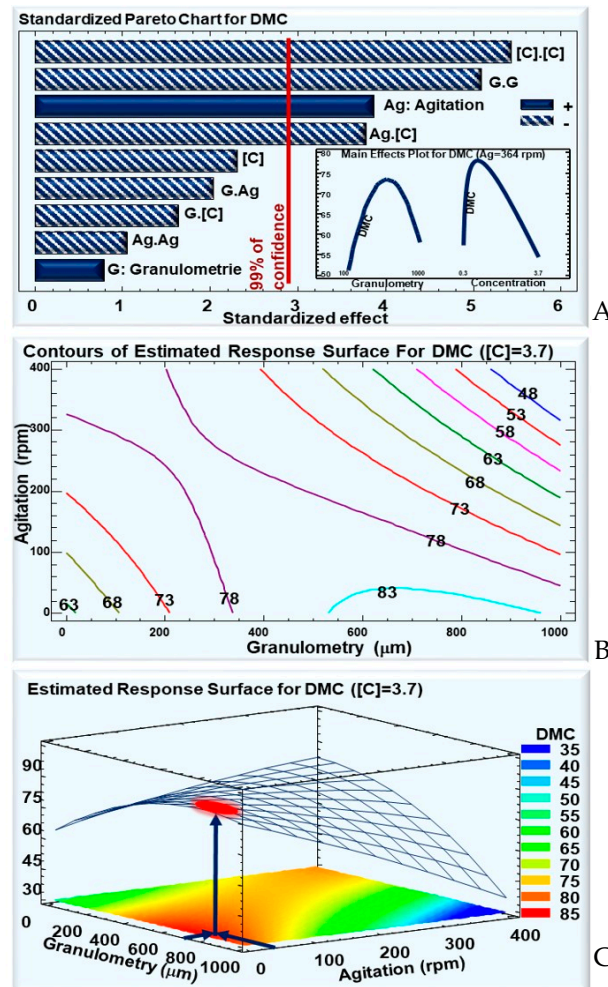 Standardized Pareto Chart for DMC
[C].[C]
G.G
Ag: Agitation
+
-
Ag.[C]
[C]
G.Ag
G.[C]
Ag.Ag
G: Granulometrie
99% of
confidence
Main Effects Plot for DMC (Ag=364 rpm)
80
75
70
65
60
55
50
DMC
DMC
100 1000 0.3 3.7
Granulometry Concentration
0 1 2 3 4 5 6
Standardized effect
A
Contours of Estimated Response Surface For DMC ([C]=3.7)
Agitation (rpm)
400
300
200
100
0
48
53
58
63
68
73
78
83
63 68 73 78
0 200 400 600 800 1000
Granulometry (μm)
B
Estimated Response Surface for DMC ([C]=3.7)
DMC
35
40
45
50
55
60
65
70
75
80
85
90
75
60
45
30
0 200 400 600 800 1000
Granulometry (μm)
0 100 200 300 400
Agitation (rpm)
C